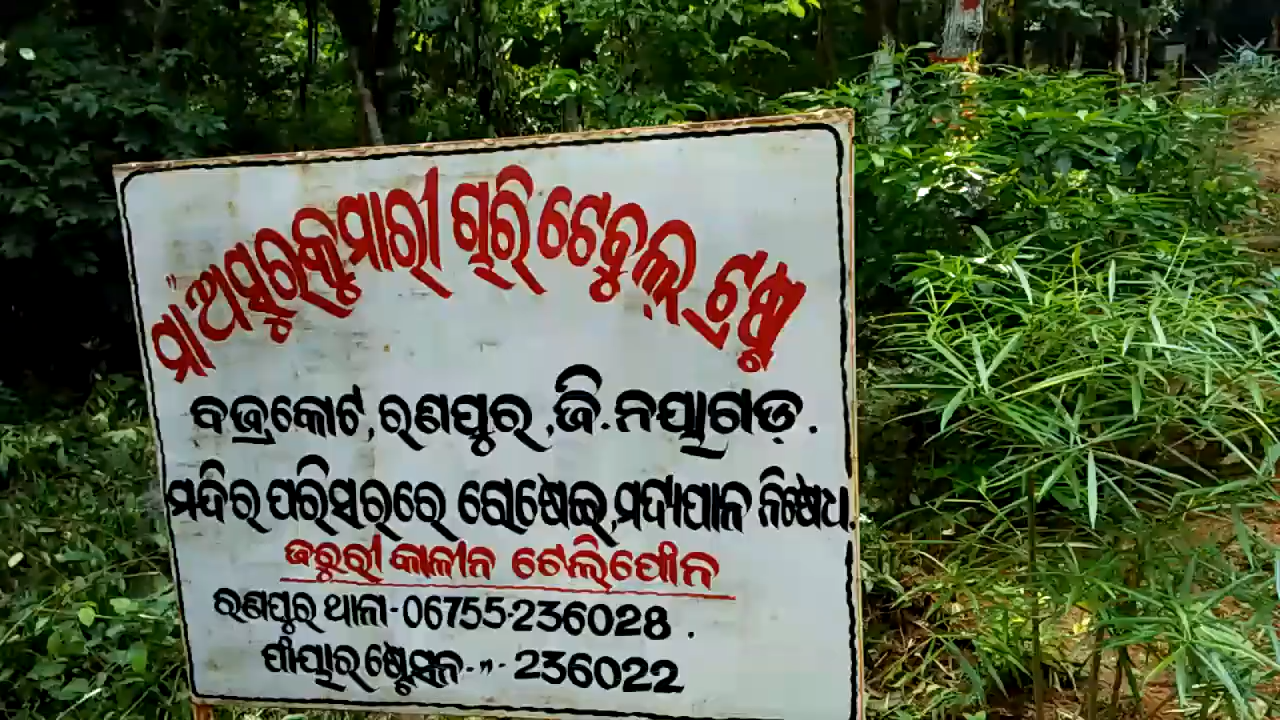 ମା" ଅସୁରକୁମାରୀ ଚାରିଟେବୁଲ୍ ଟ୍ରଷ୍ଟ
ବଜ୍ରକୋଟ, ରଣପୁର, ଜି. ନୟାଗଡ଼.
ମନ୍ଦିର ପରିସରରେ ରୋଷେଇ, ମଦ୍ୟପାନ ନିଷେଧ.
ଜରୁରୀ କାଳୀନ ଟେଲିଫୋନ
ରଣପୁର ଥାନା-06755-236028.
ଫାୟାର ଷ୍ଟେସନ-"-236022